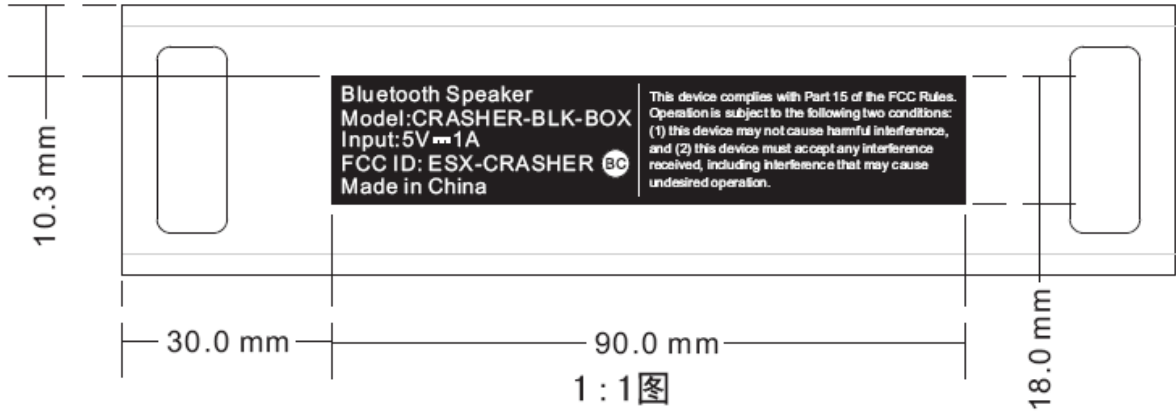 10.3 mm
Bluetooth Speaker
Model:CRASHER-BLK-BOX
Input:5V⎓1A
FCC ID: ESX-CRASHER BC
Made in China
This device complies with Part 15 of the FCC Rules.
Operation is subject to the following two conditions:
(1) this device may not cause harmful interference,
and (2) this device must accept any interference
received, including interference that may cause
undesired operation.
30.0 mm
90.0 mm
18.0 mm
1:1图